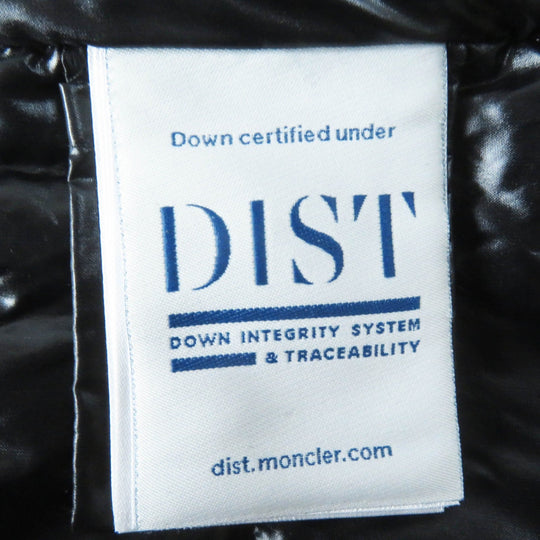 Down certified under
DIST
DOWN INTEGRITY SYSTEM
& TRACEABILITY
dist.moncler.com